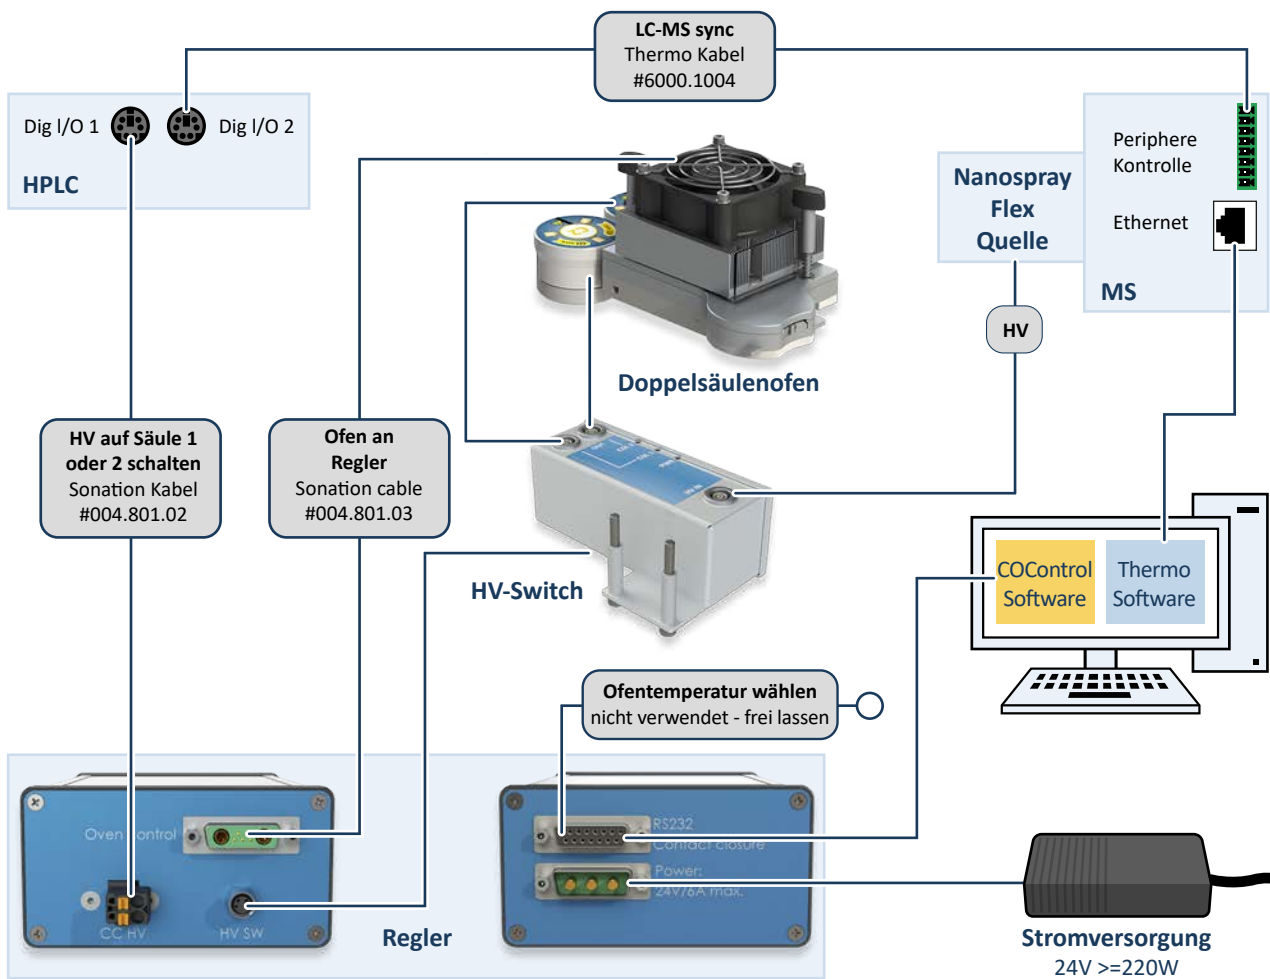 LC-MS sync
Thermo Kabel
#6000.1004
Dig I/O 1
Dig I/O 2
HPLC
Periphere
Kontrolle
Ethernet
MS
Nanospray
Flex
Quelle
HV
Doppelsäulenofen
HV auf Säule 1
oder 2 schalten
Sonation Kabel
#004.801.02
Ofen an
Regler
Sonation cable
#004.801.03
HV-Switch
COControl
Software
Thermo
Software
Ofentemperatur wählen
nicht verwendet - frei lassen
Oven Control
CC HV
HV SW
Regler
RS232
Contact closure
Power:
24V/6A max.
Stromversorgung
24V >=220W